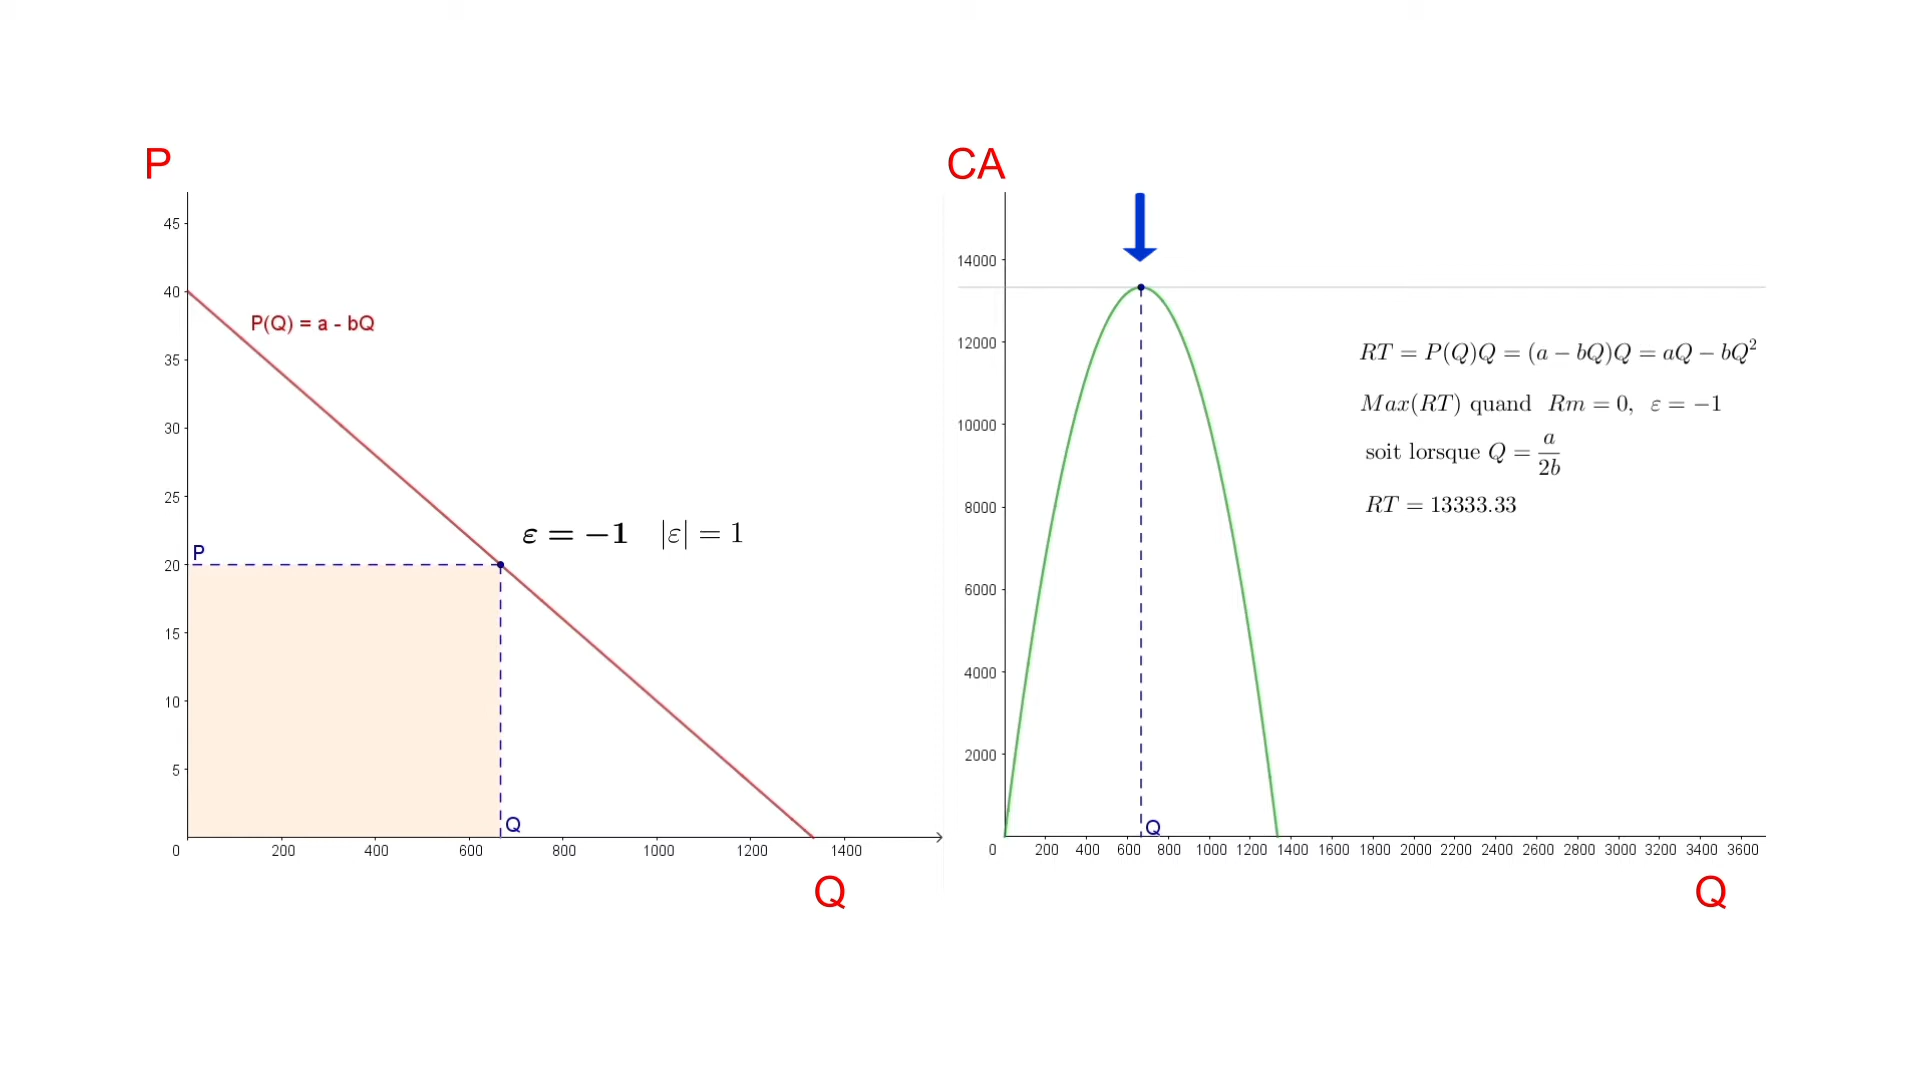 P
45
40
P(Q) = a - bQ
35
30
25
ε = −1 |ε| = 1
P
20
15
10
5
Q
0 200 400 600 800 1000 1200 1400
Q
CA
14000
12000
RT = P(Q)Q = (a − bQ)Q = aQ − bQ²
Max(RT) quand Rm = 0, ε = −1
10000
soit lorsque Q = a/2b
RT = 13333.33
8000
6000
4000
2000
Q
0 200 400 600 800 1000 1200 1400 1600 1800 2000 2200 2400 2600 2800 3000 3200 3400 3600
Q